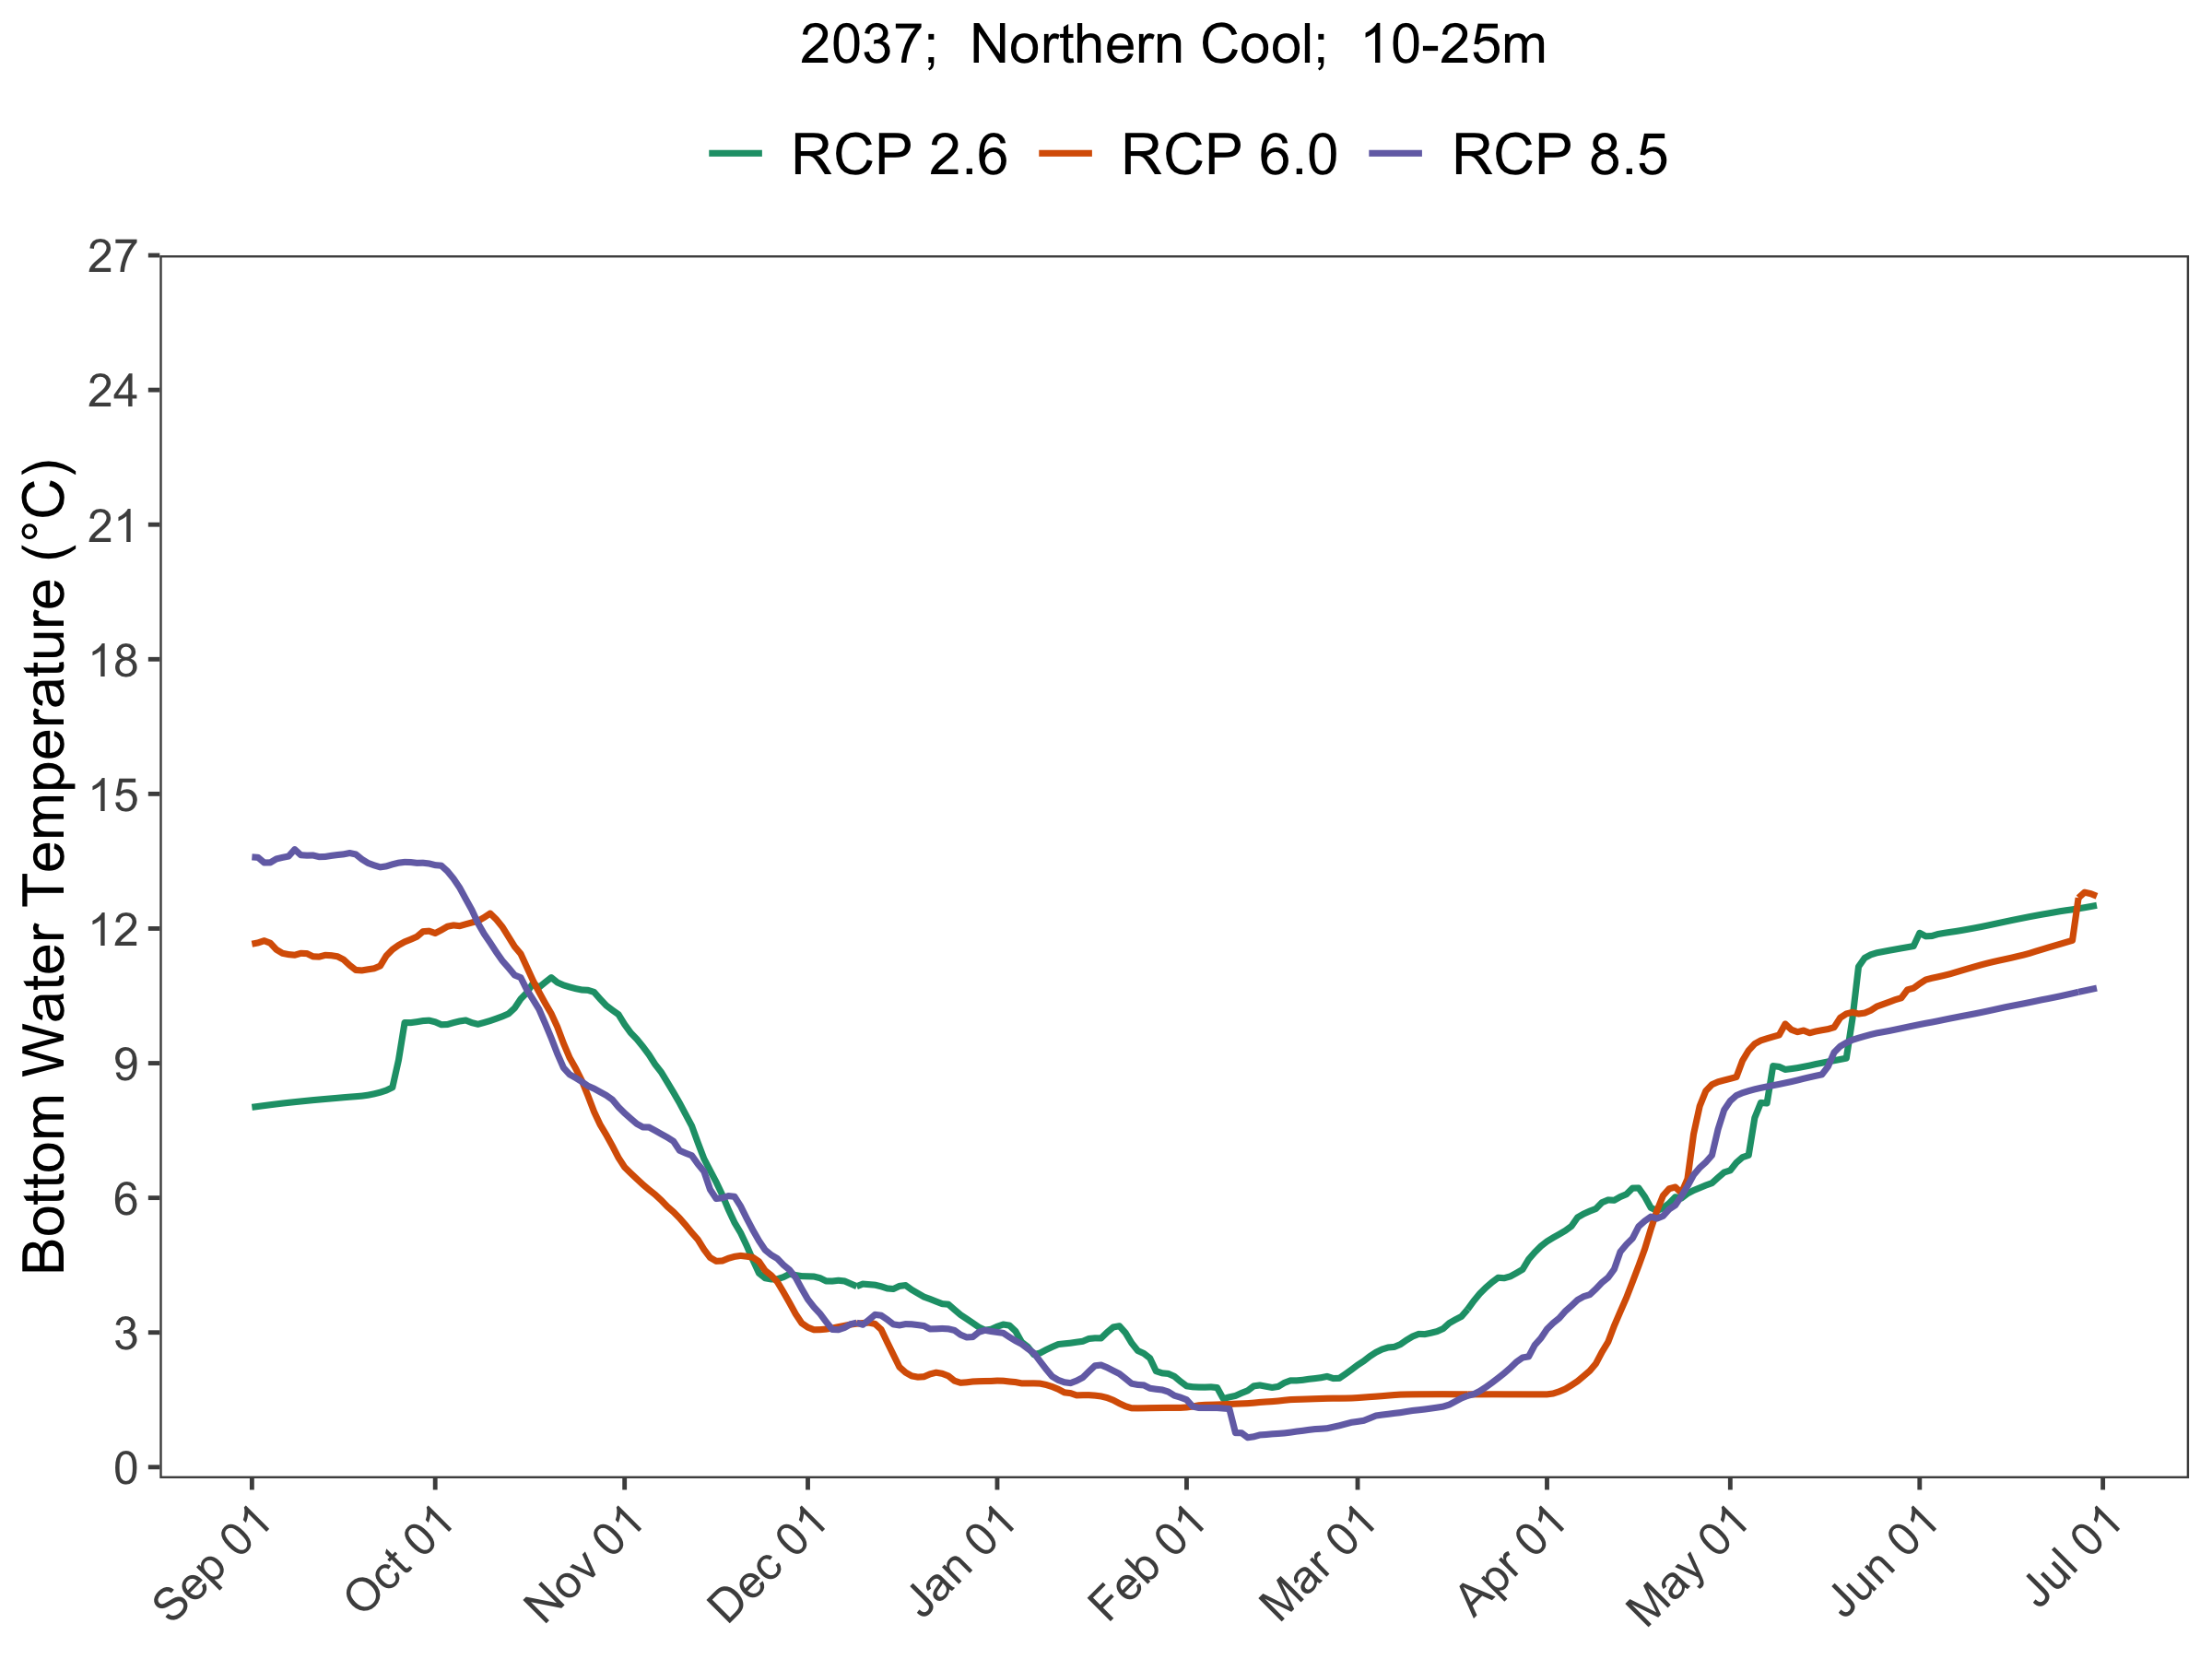 2037;  Northern Cool;  10-25m
RCP 2.6 RCP 6.0 RCP 8.5
Bottom Water Temperature (°C)
27
24
21
18
15
12
9
6
3
0
Sep 01 Oct 01 Nov 01 Dec 01 Jan 01 Feb 01 Mar 01 Apr 01 May 01 Jun 01 Jul 01